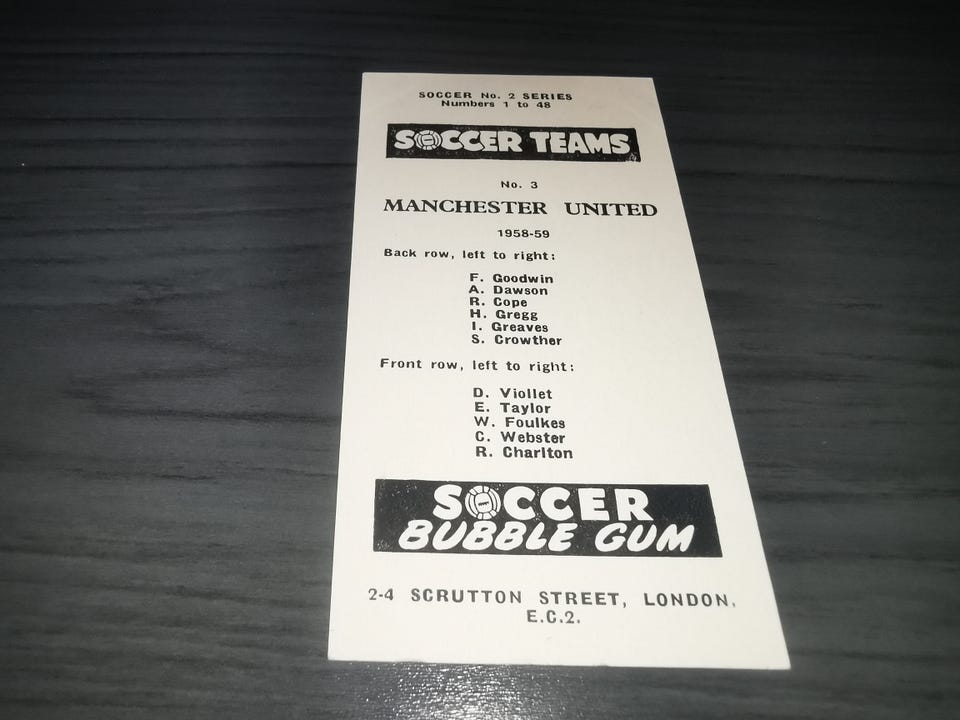 SOCCER No. 2 SERIES
Numbers 1 to 48
SOCCER TEAMS
No. 3
MANCHESTER UNITED
1958-59
Back row, left to right:
F. Goodwin
A. Dawson
R. Cope
H. Gregg
I. Greaves
S. Crowther
Front row, left to right:
D. Viollet
E. Taylor
W. Foulkes
C. Webster
R. Charlton
SOCCER
BUBBLE GUM
2-4 SCRUTTON STREET, LONDON,
E.C.2.